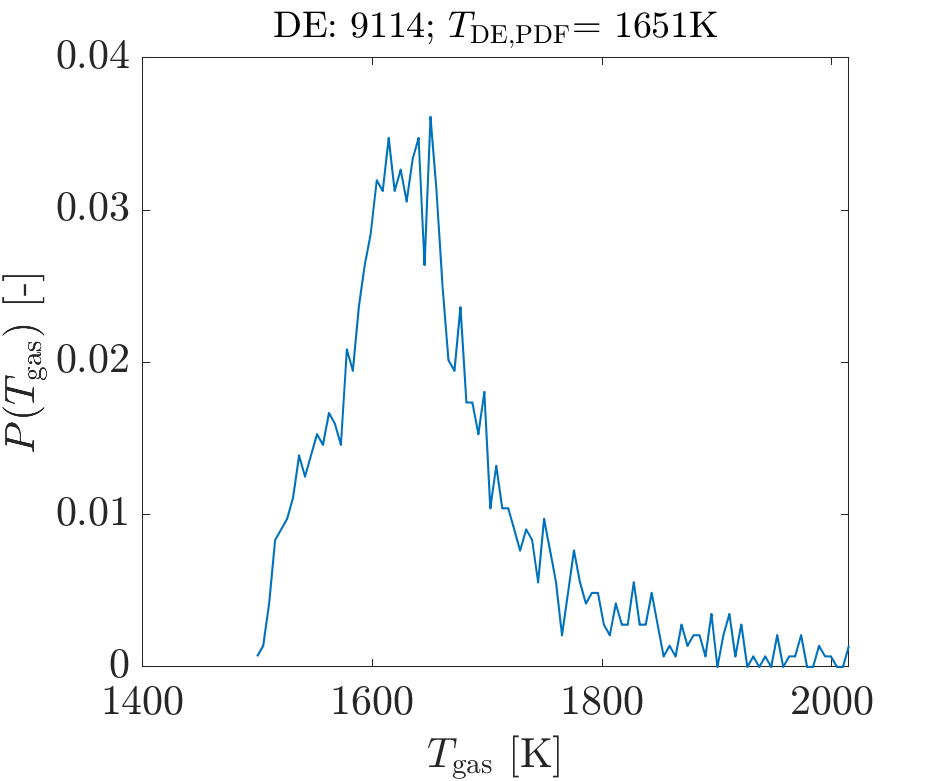 DE: 9114; T_DE,PDF= 1651K
0.04
0.03
0.02
0.01
0
P(T_gas) [-]
1400 1600 1800 2000
T_gas [K]